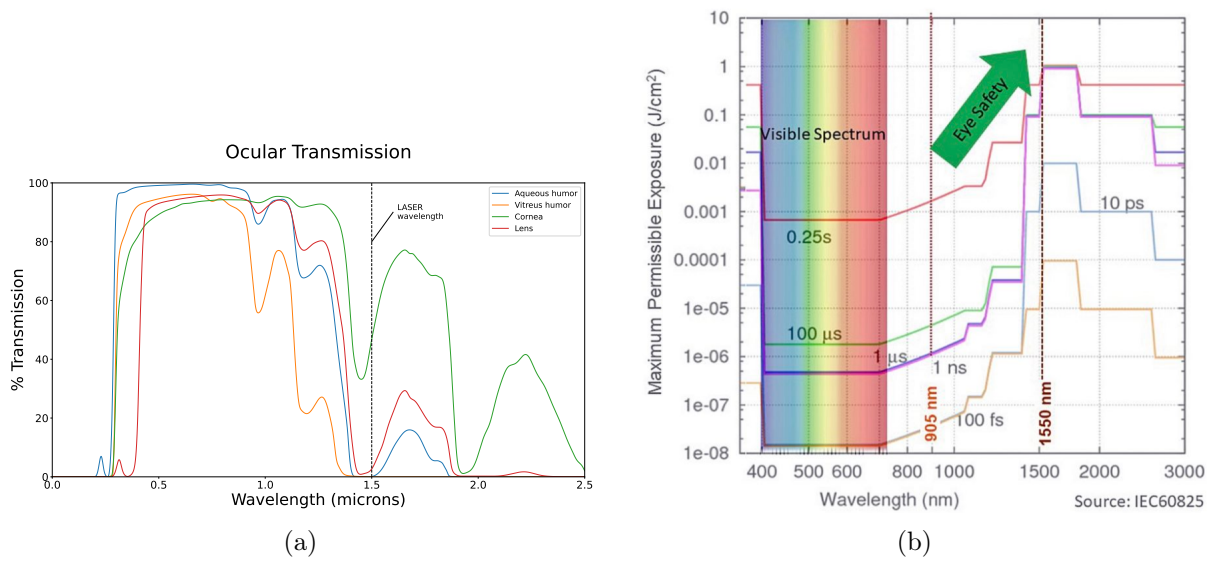 Ocular Transmission
% Transmission
100
80
60
40
20
0
0.0
0.5
1.0
1.5
2.0
2.5
Wavelength (microns)
LASER
wavelength
Aqueous humor
Vitreus humor
Cornea
Lens
(a)
Maximum Permissible Exposure (J/cm²)
10
1
0.1
0.01
0.001
0.0001
1e-05
1e-06
1e-07
1e-08
Visible Spectrum
Eye Safety
0.25s
100 µs
1 µs
1 ns
10 ps
100 fs
905 nm
1550 nm
400
500
600
800
1000
1500
2000
3000
Wavelength (nm)
Source: IEC60825
(b)